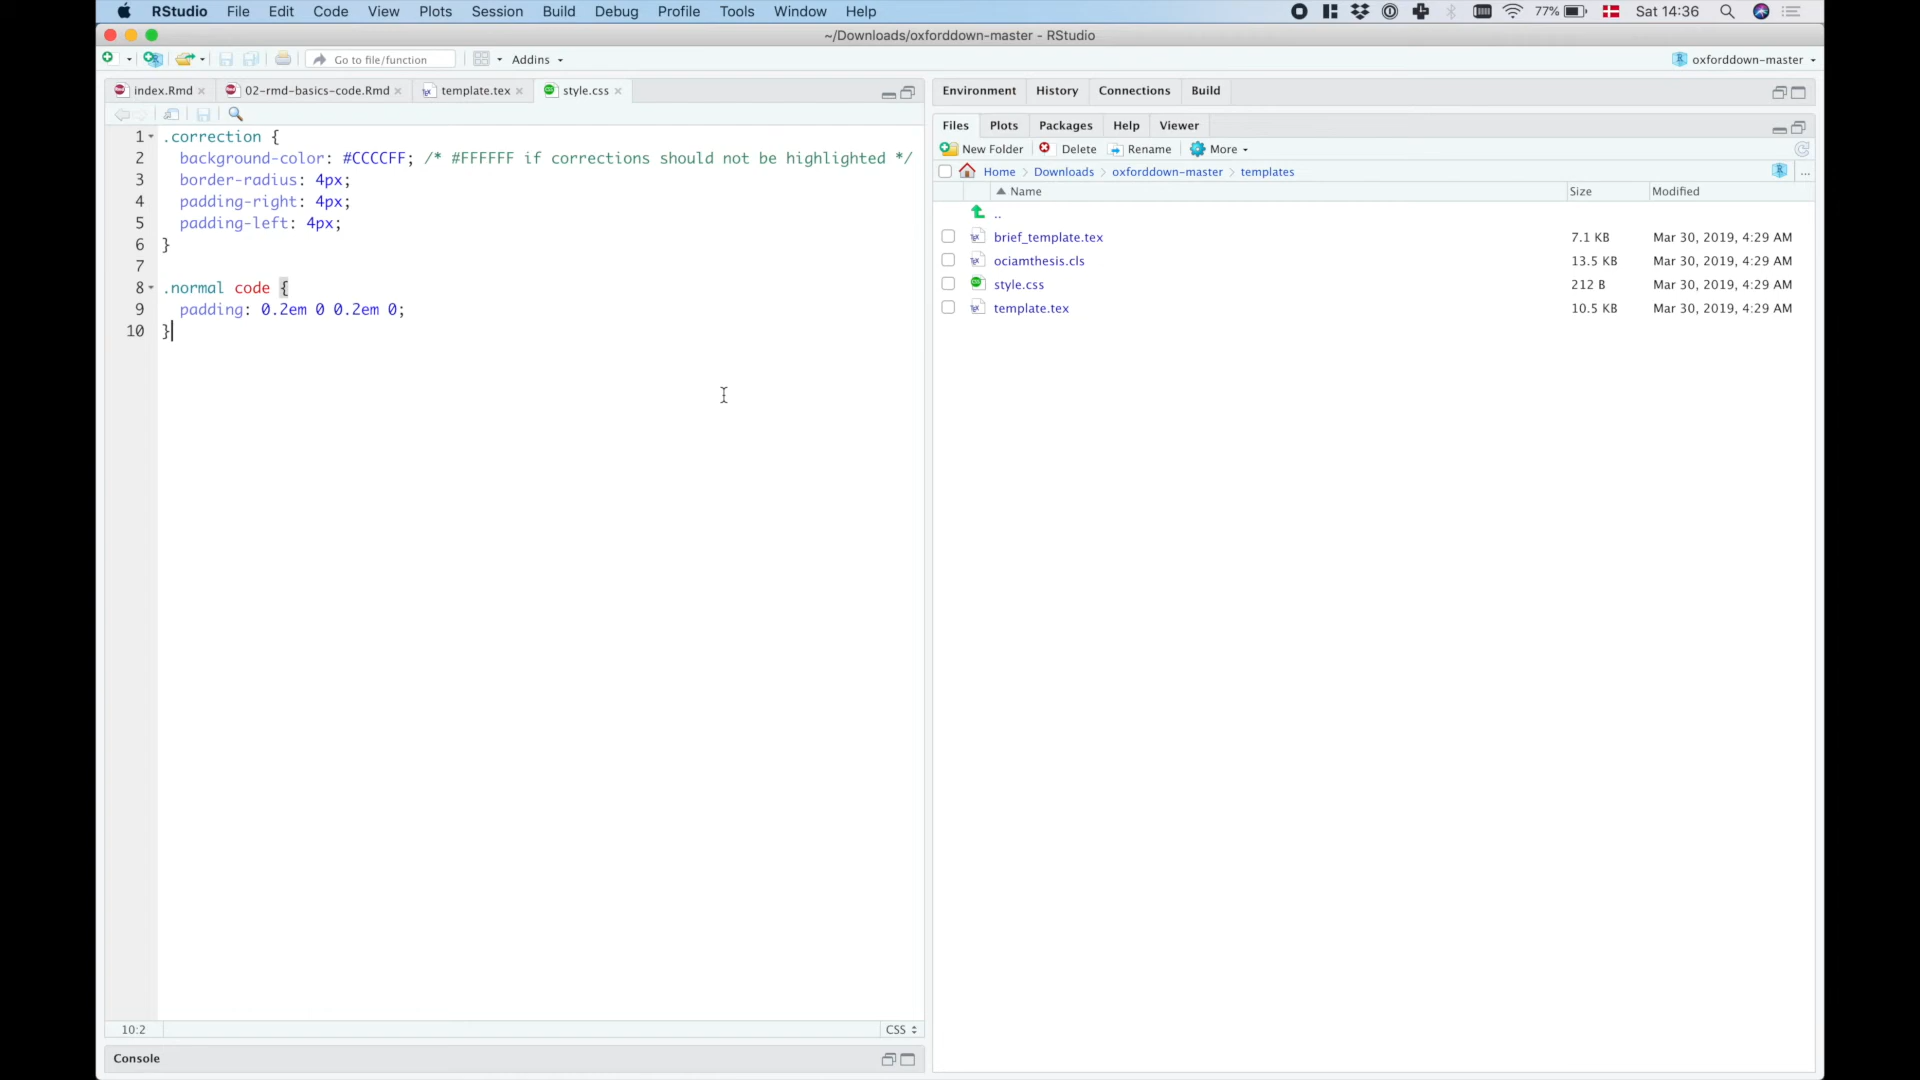 RStudio File Edit Code View Plots Session Build Debug Profile Tools Window Help 77% Sat 14:36
~/Downloads/oxforddown-master - RStudio
Go to file/function Addins oxforddown-master
index.Rmd 02-rmd-basics-code.Rmd template.tex style.css
1 .correction {
2 background-color: #CCCCFF; /* #FFFFFF if corrections should not be highlighted */
3 border-radius: 4px;
4 padding-right: 4px;
5 padding-left: 4px;
6 }
7
8 .normal code {
9 padding: 0.2em 0 0.2em 0;
10 }
10:2 CSS
Console
Environment History Connections Build
Files Plots Packages Help Viewer
New Folder Delete Rename More
Home Downloads oxforddown-master templates ...
Name Size Modified
..
brief_template.tex 7.1 KB Mar 30, 2019, 4:29 AM
ociamthesis.cls 13.5 KB Mar 30, 2019, 4:29 AM
style.css 212 B Mar 30, 2019, 4:29 AM
template.tex 10.5 KB Mar 30, 2019, 4:29 AM